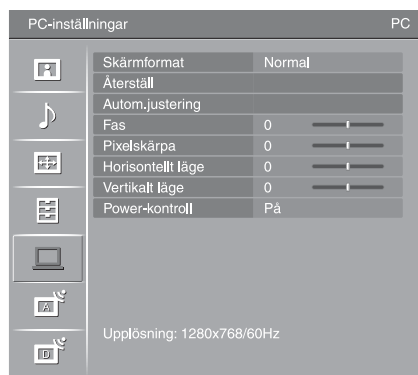 PC-inställningar PC
Skärmformat Normal
Återställ
Autom.justering
Fas 0
Pixelskärpa 0
Horisontellt läge 0
Vertikalt läge 0
Power-kontroll På
A
D
Upplösning: 1280x768/60Hz